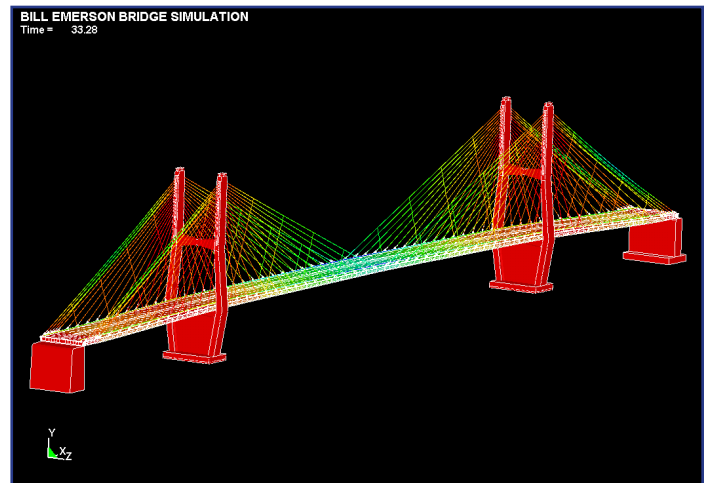 BILL EMERSON BRIDGE SIMULATION
Time = 33.28
Y
X
Z